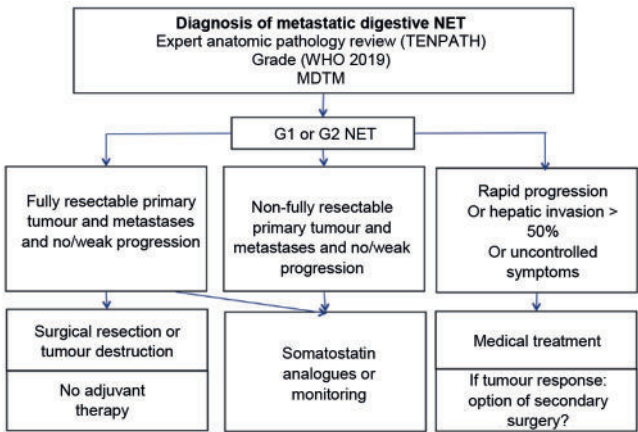 Diagnosis of metastatic digestive NET
Expert anatomic pathology review (TENPATH)
Grade (WHO 2019)
MDTM
G1 or G2 NET
Fully resectable primary
tumour and metastases
and no/weak progression
Non-fully resectable
primary tumour and
metastases and no/weak
progression
Rapid progression
Or hepatic invasion >
50%
Or uncontrolled
symptoms
Surgical resection or
tumour destruction
No adjuvant
therapy
Somatostatin
analogues or
monitoring
Medical treatment
If tumour response:
option of secondary
surgery?